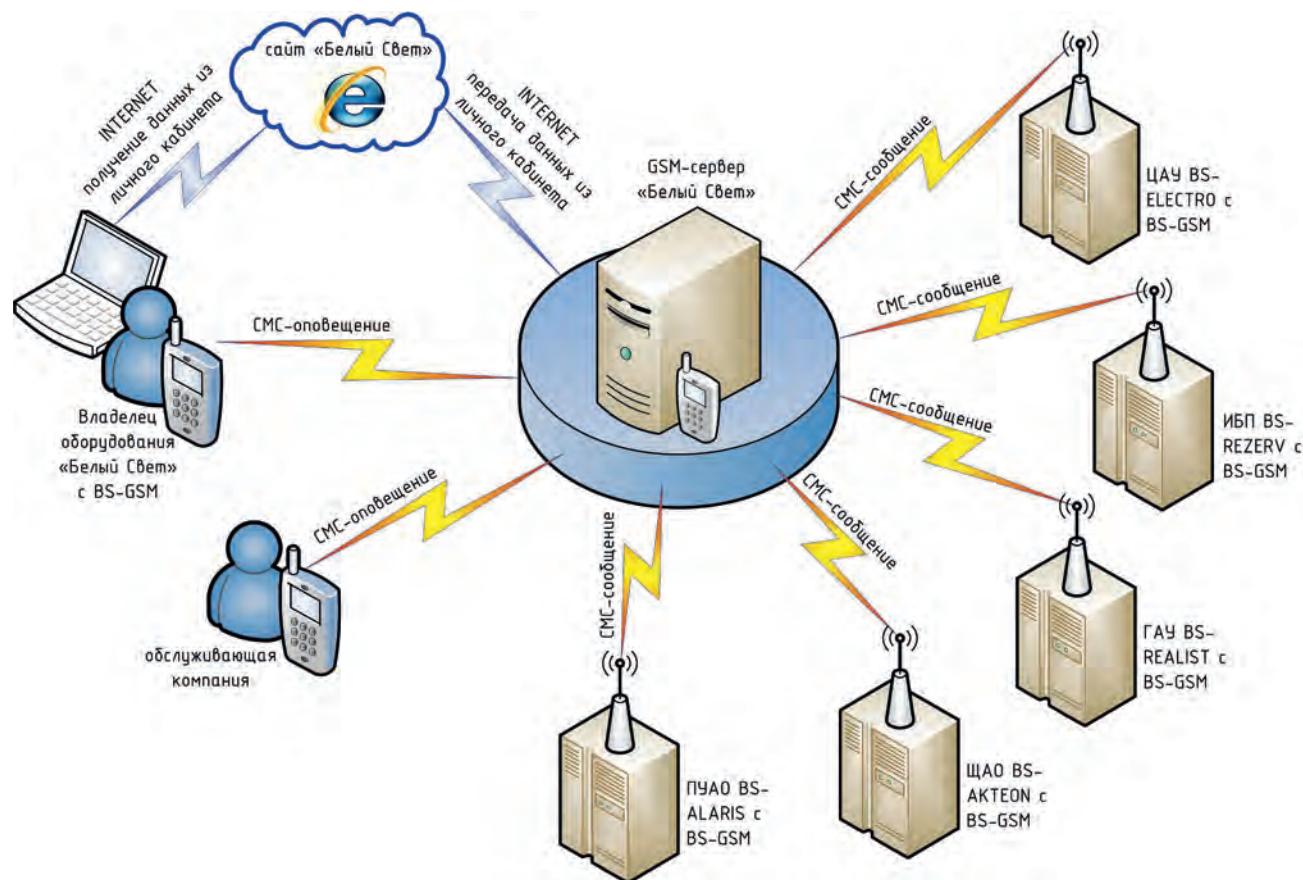 сайт «Белый Свет»
INTERNET
получение данных из
личного кабинета
INTERNET
передача данных из
личного кабинета
GSM-сервер
«Белый Свет»
СМС-сообщение
ЦАУ BS-
ELECTRO с
BS-GSM
СМС-сообщение
ИБП BS-
REZERV с
BS-GSM
СМС-оповещение
Владелец
оборудования
«Белый Свет»
с BS-GSM
СМС-сообщение
ГАУ BS-
REALIST с
BS-GSM
СМС-оповещение
обслуживающая
компания
СМС-сообщение
ПУАО BS-
ALARIS с
BS-GSM
СМС-сообщение
ЩАО BS-
AKTEON с
BS-GSM